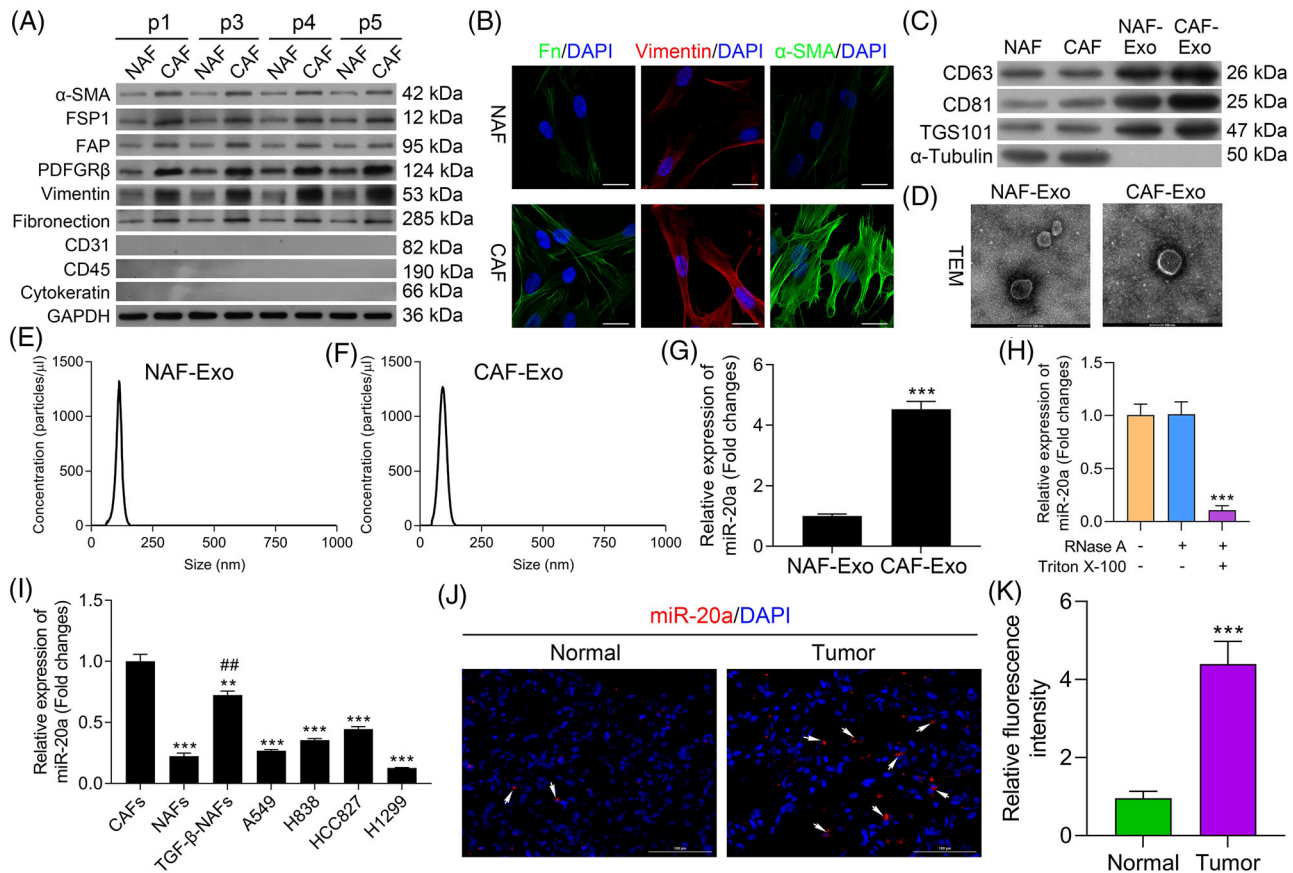 (A)
p1 p3 p4 p5
NAF CAF NAF CAF NAF CAF NAF CAF
α-SMA 42 kDa
FSP1 12 kDa
FAP 95 kDa
PDFGRβ 124 kDa
Vimentin 53 kDa
Fibronection 285 kDa
CD31 82 kDa
CD45 190 kDa
Cytokeratin 66 kDa
GAPDH 36 kDa
(B)
Fn/DAPI Vimentin/DAPI α-SMA/DAPI
NAF
CAF
(C)
NAF CAF NAF-Exo CAF-Exo
CD63 26 kDa
CD81 25 kDa
TGS101 47 kDa
α-Tubulin 50 kDa
(D)
NAF-Exo CAF-Exo
TEM
(E)
NAF-Exo
Concentration (particles/μl)
1500
1000
500
0
0 250 500 750 1000
Size (nm)
(F)
CAF-Exo
Concentration (particles/μl)
1500
1000
500
0
0 250 500 750 1000
Size (nm)
(G)
Relative expression of
miR-20a (Fold changes)
6
4
2
0
***
NAF-Exo CAF-Exo
(H)
Relative expression of
miR-20a (Fold changes)
1.5
1.0
0.5
0.0
***
RNase A - + +
Triton X-100 - - +
(I)
Relative expression of
miR-20a (Fold changes)
1.5
1.0
0.5
0.0
##
*** ** *** *** *** ***
CAFs NAFs TGF-β-NAFs A549 H838 HCC827 H1299
(J)
miR-20a/DAPI
Normal Tumor
100 μm 100 μm
(K)
Relative fluorescence
intensity
6
4
2
0
***
Normal Tumor